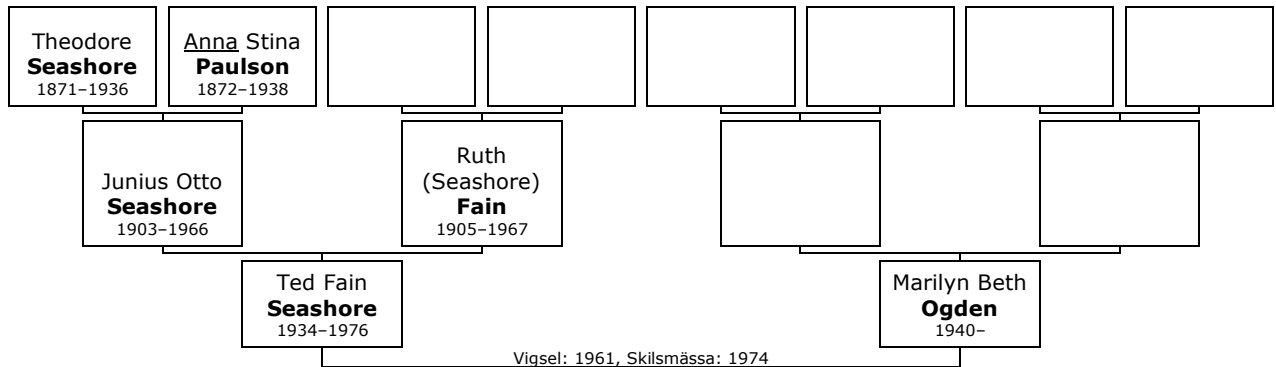 Theodore
Seashore
1871–1936
Anna Stina
Paulson
1872–1938
Junius Otto
Seashore
1903–1966
Ruth
(Seashore)
Fain
1905–1967
Ted Fain
Seashore
1934–1976
Marilyn Beth
Ogden
1940–
Vigsel: 1961, Skilsmässa: 1974